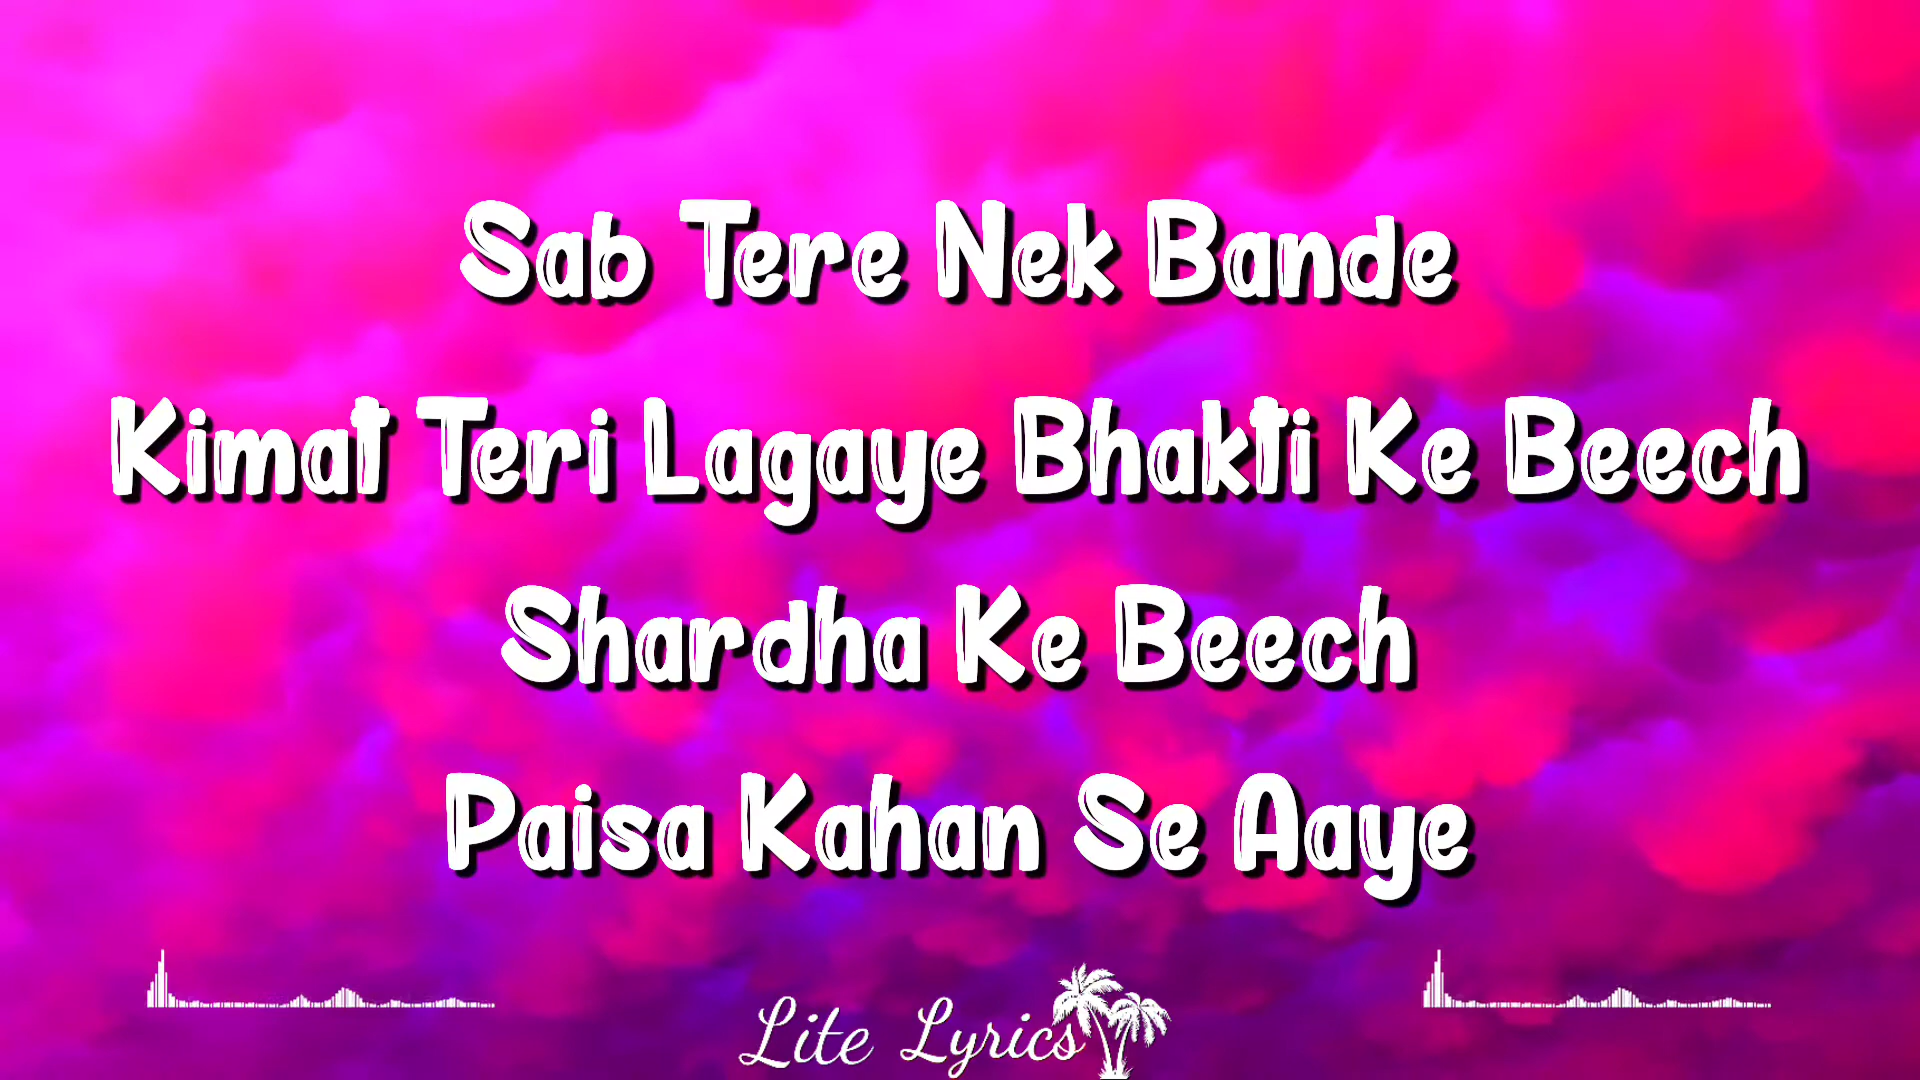 Sab Tere Nek Bande
Kimat Teri Lagaye Bhakti Ke Beech
Shardha Ke Beech
Paisa Kahan Se Aaye
Lite Lyrics